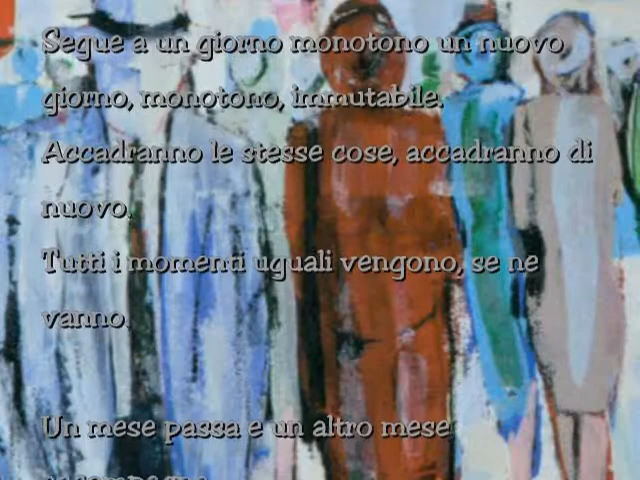 Segue a un giorno monotono un nuovo
giorno, monotono, immutabile.
Accadranno le stesse cose, accadranno di
nuovo.
Tutti i momenti uguali vengono, se ne
vanno.
Un mese passa e un altro mese